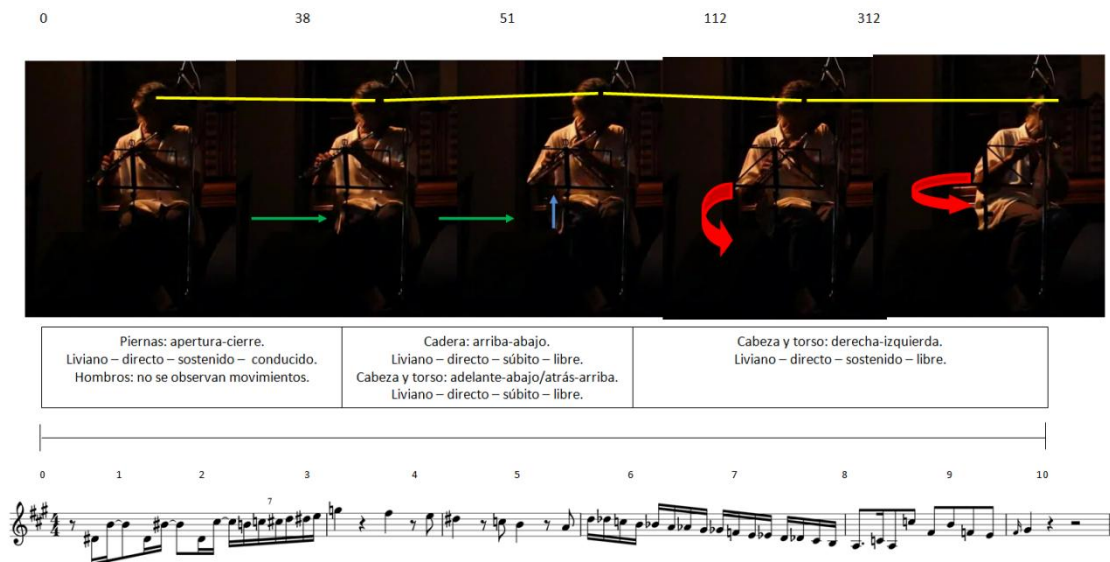 0 38 51 112 312
Piernas: apertura-cierre.
Liviano – directo – sostenido – conducido.
Hombros: no se observan movimientos.
Cadera: arriba-abajo.
Liviano – directo – súbito – libre.
Cabeza y torso: adelante-abajo/atrás-arriba.
Liviano – directo – súbito – libre.
Cabeza y torso: derecha-izquierda.
Liviano – directo – sostenido – libre.
0 1 2 3 4 5 6 7 8 9 10
7
4
4